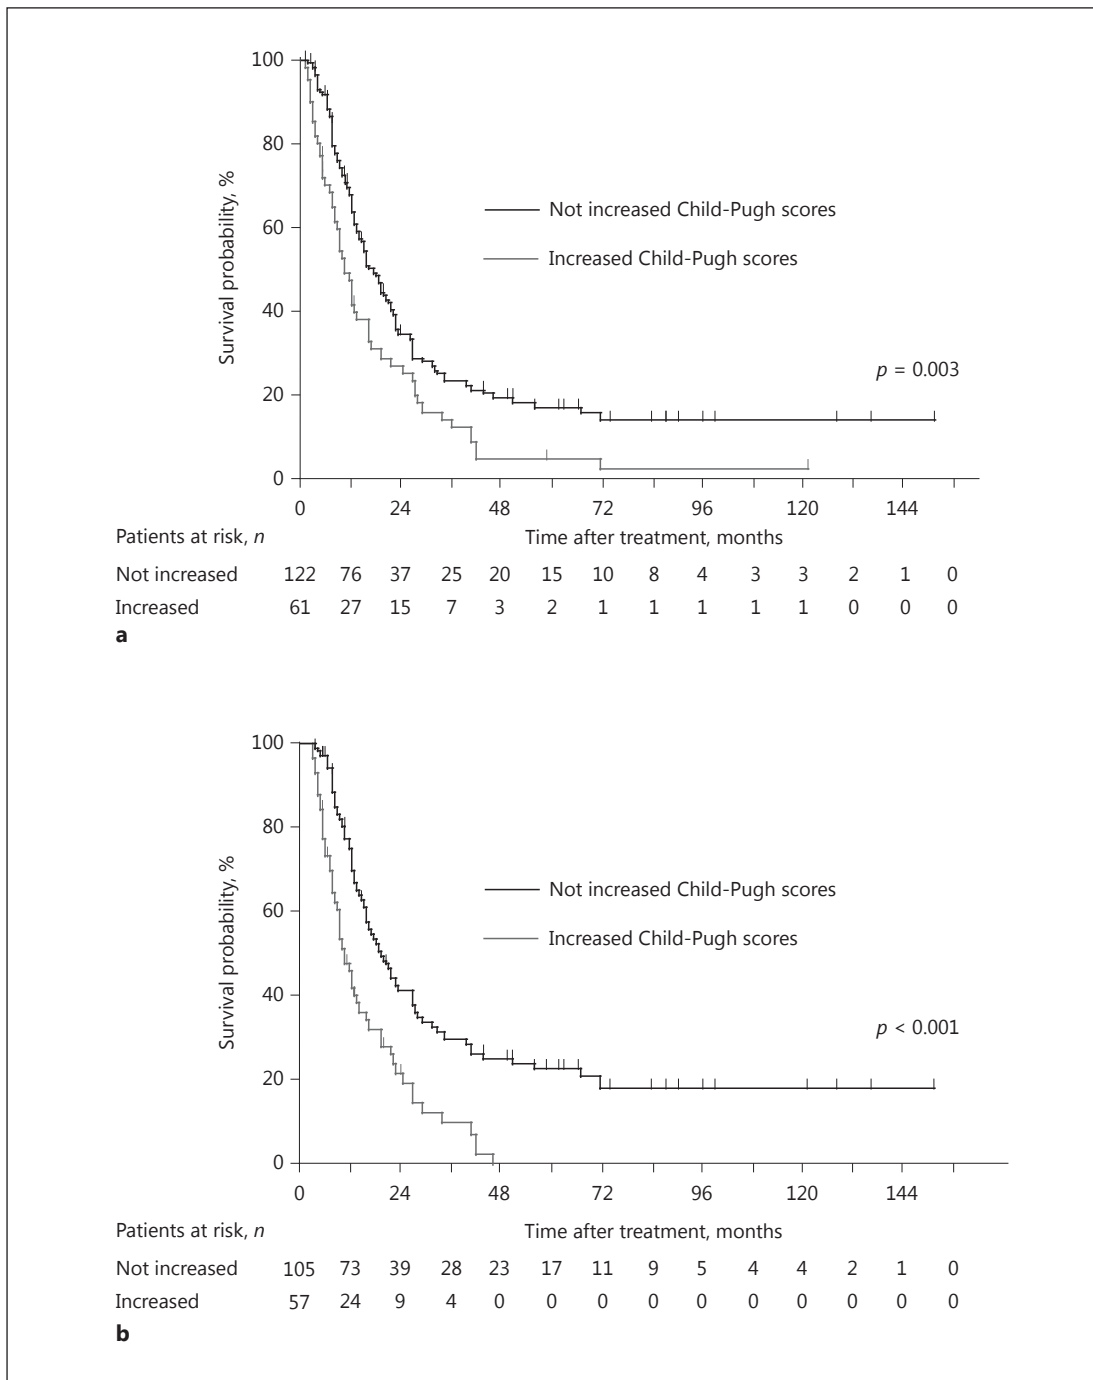 100
80
60
40
20
0
Survival probability, %
Not increased Child-Pugh scores
Increased Child-Pugh scores
p = 0.003
0 24 48 72 96 120 144
Patients at risk, n Time after treatment, months
Not increased 122 76 37 25 20 15 10 8 4 3 3 2 1 0
Increased 61 27 15 7 3 2 1 1 1 1 1 0 0 0
a
100
80
60
40
20
0
Survival probability, %
Not increased Child-Pugh scores
Increased Child-Pugh scores
p < 0.001
0 24 48 72 96 120 144
Patients at risk, n Time after treatment, months
Not increased 105 73 39 28 23 17 11 9 5 4 4 2 1 0
Increased 57 24 9 4 0 0 0 0 0 0 0 0 0 0
b